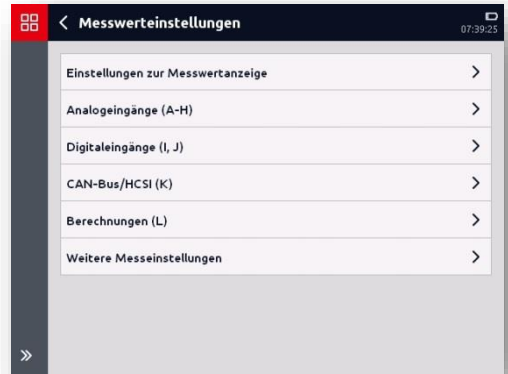 Messwerteinstellungen
07:39:25
Einstellungen zur Messwertanzeige
Analogeingänge (A-H)
Digitaleingänge (I, J)
CAN-Bus/HCSI (K)
Berechnungen (L)
Weitere Messeinstellungen